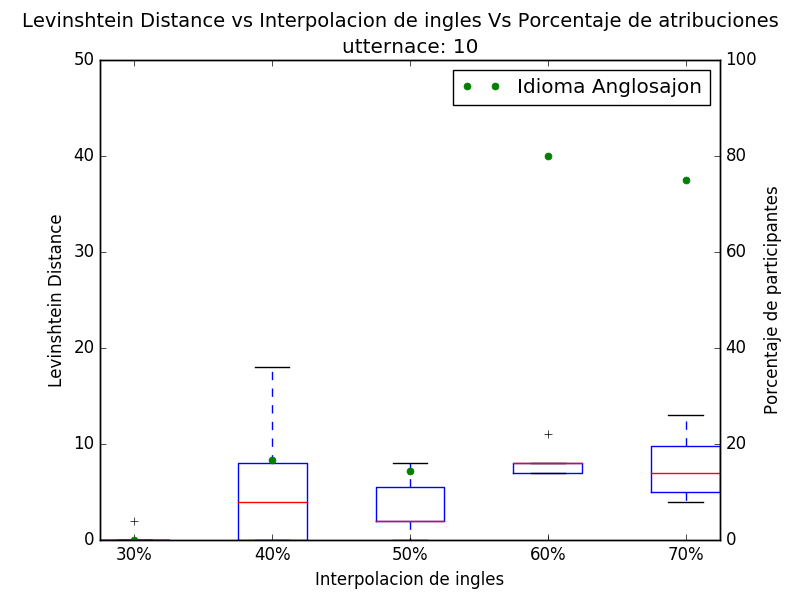 Levinshtein Distance vs Interpolacion de ingles Vs Porcentaje de atribuciones
utternace: 10
Idioma Anglosajon
50
40
30
20
10
0
100
80
60
40
20
0
Levinshtein Distance
Porcentaje de participantes
30%
40%
50%
60%
70%
Interpolacion de ingles